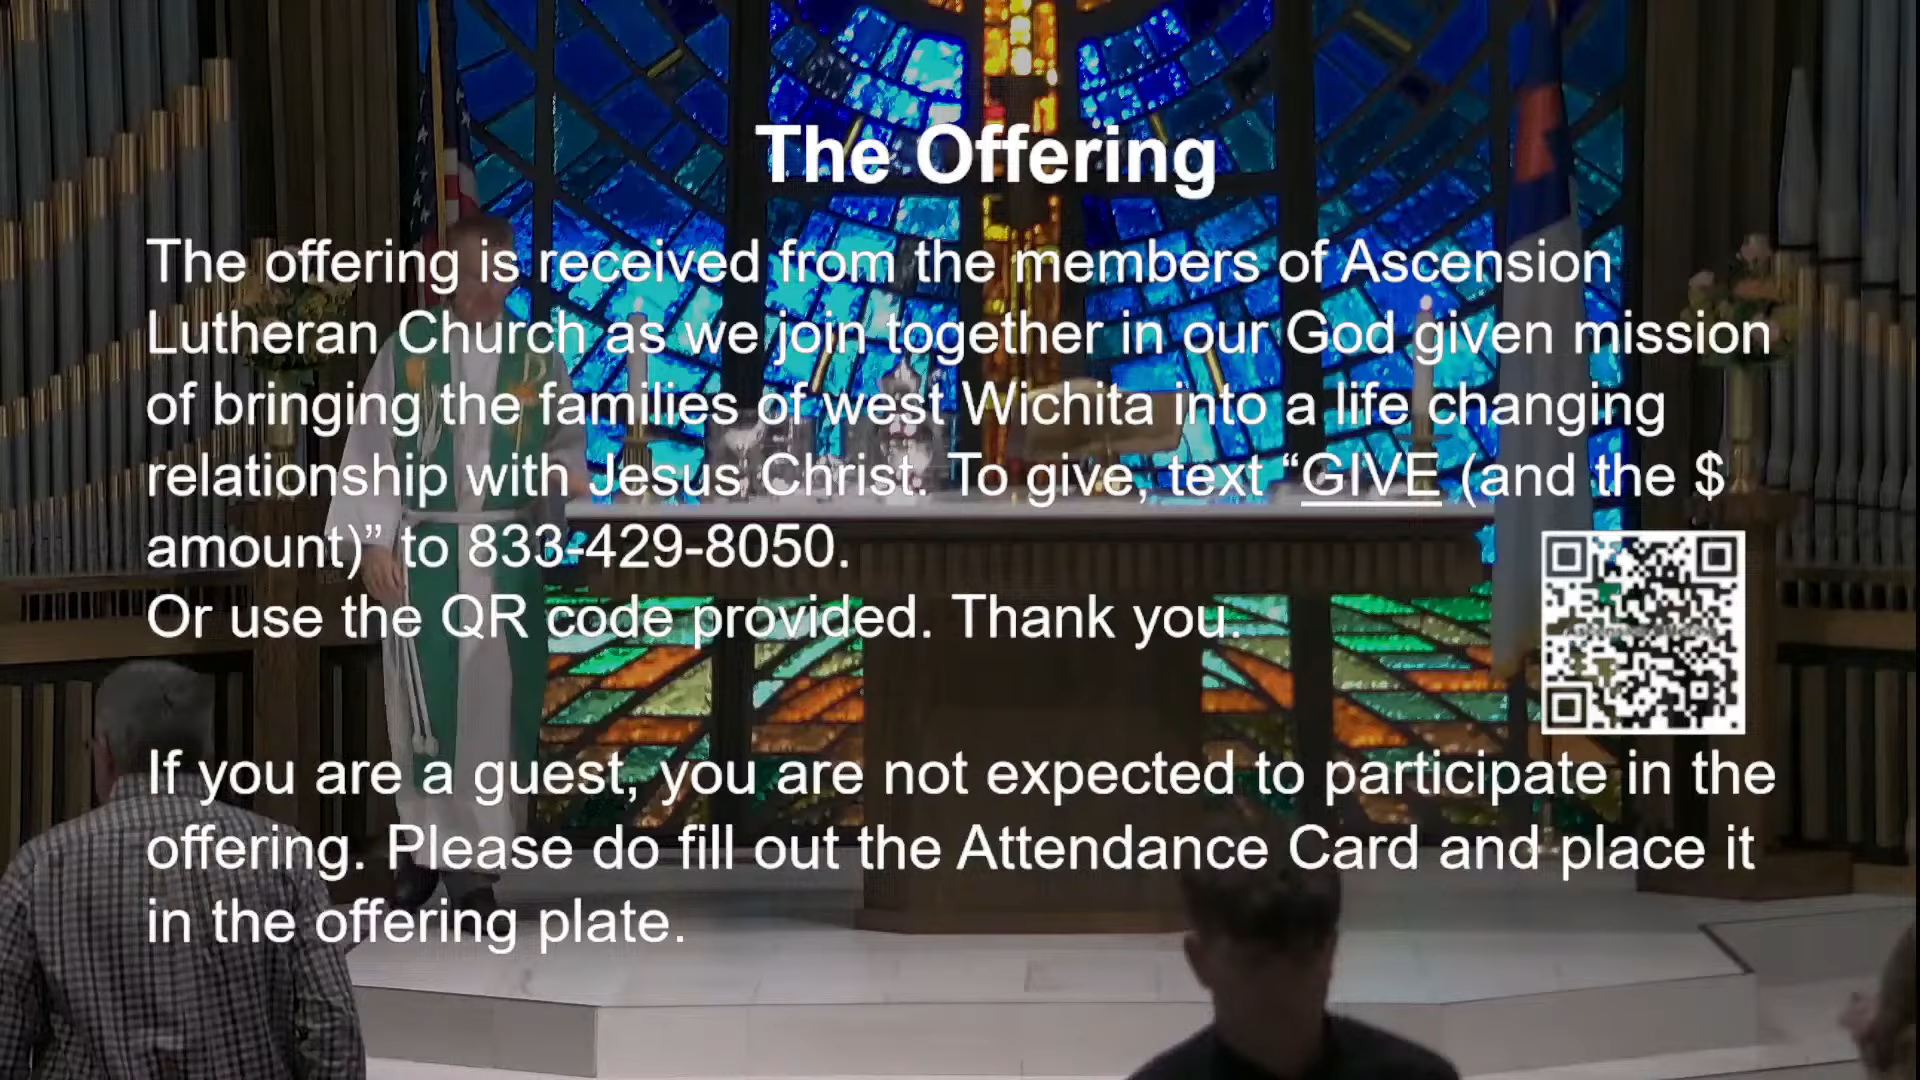 The Offering
The offering is received from the members of Ascension
Lutheran Church as we join together in our God given mission
of bringing the families of west Wichita into a life changing
relationship with Jesus Christ. To give, text “GIVE (and the $
amount)” to 833-429-8050.
Or use the QR code provided. Thank you.
If you are a guest, you are not expected to participate in the
offering. Please do fill out the Attendance Card and place it
in the offering plate.